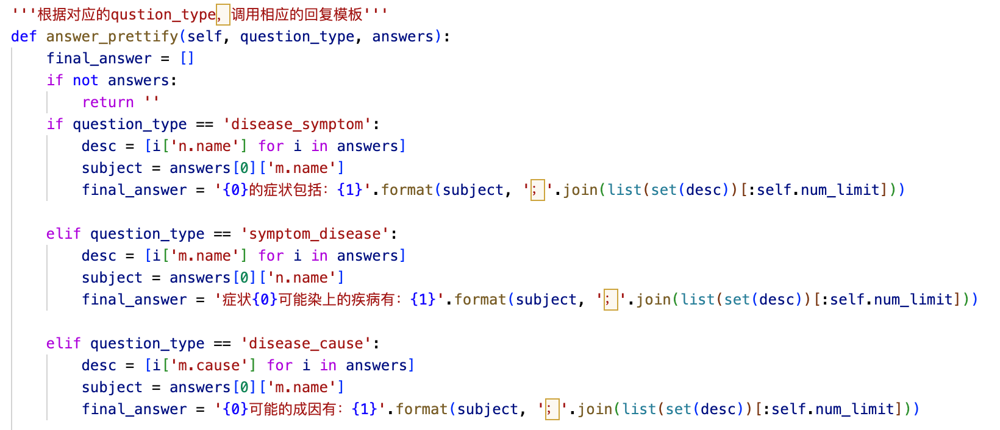 '''根据对应的qustion_type，调用相应的回复模板'''
def answer_prettify(self, question_type, answers):
    final_answer = []
    if not answers:
        return ''
    if question_type == 'disease_symptom':
        desc = [i['n.name'] for i in answers]
        subject = answers[0]['m.name']
        final_answer = '{0}的症状包括：{1}'.format(subject, '；'.join(list(set(desc))[:self.num_limit]))

    elif question_type == 'symptom_disease':
        desc = [i['m.name'] for i in answers]
        subject = answers[0]['n.name']
        final_answer = '症状{0}可能染上的疾病有：{1}'.format(subject, '；'.join(list(set(desc))[:self.num_limit]))

    elif question_type == 'disease_cause':
        desc = [i['m.cause'] for i in answers]
        subject = answers[0]['m.name']
        final_answer = '{0}可能的成因有：{1}'.format(subject, '；'.join(list(set(desc))[:self.num_limit]))